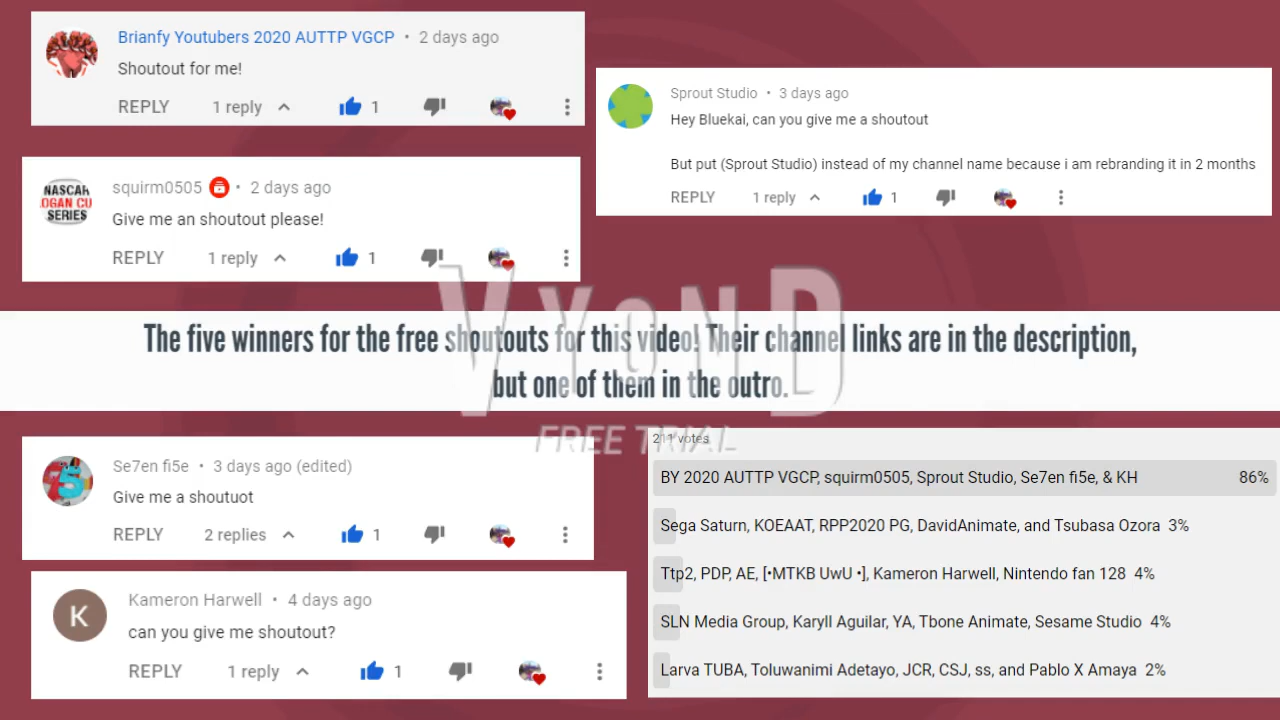 Brianfy Youtubers 2020 AUTTP VGCP • 2 days ago
Shoutout for me!
REPLY 1 reply 1
Sprout Studio • 3 days ago
Hey Bluekai, can you give me a shoutout
But put (Sprout Studio) instead of my channel name because i am rebranding it in 2 months
REPLY 1 reply 1
NASCAR
LOGAN CU
SERIES
squirm0505 • 2 days ago
Give me an shoutout please!
REPLY 1 reply 1
VYOND
FREE TRIAL
The five winners for the free shoutouts for this video! Their channel links are in the description,
but one of them in the outro.
75
Se7en fi5e • 3 days ago (edited)
Give me a shoutuot
REPLY 2 replies 1
K
Kameron Harwell • 4 days ago
can you give me shoutout?
REPLY 1 reply 1
211 votes
BY 2020 AUTTP VGCP, squirm0505, Sprout Studio, Se7en fi5e, & KH 86%
Sega Saturn, KOEAAT, RPP2020 PG, DavidAnimate, and Tsubasa Ozora 3%
Ttp2, PDP, AE, [•MTKB UwU •], Kameron Harwell, Nintendo fan 128 4%
SLN Media Group, Karyll Aguilar, YA, Tbone Animate, Sesame Studio 4%
Larva TUBA, Toluwanimi Adetayo, JCR, CSJ, ss, and Pablo X Amaya 2%